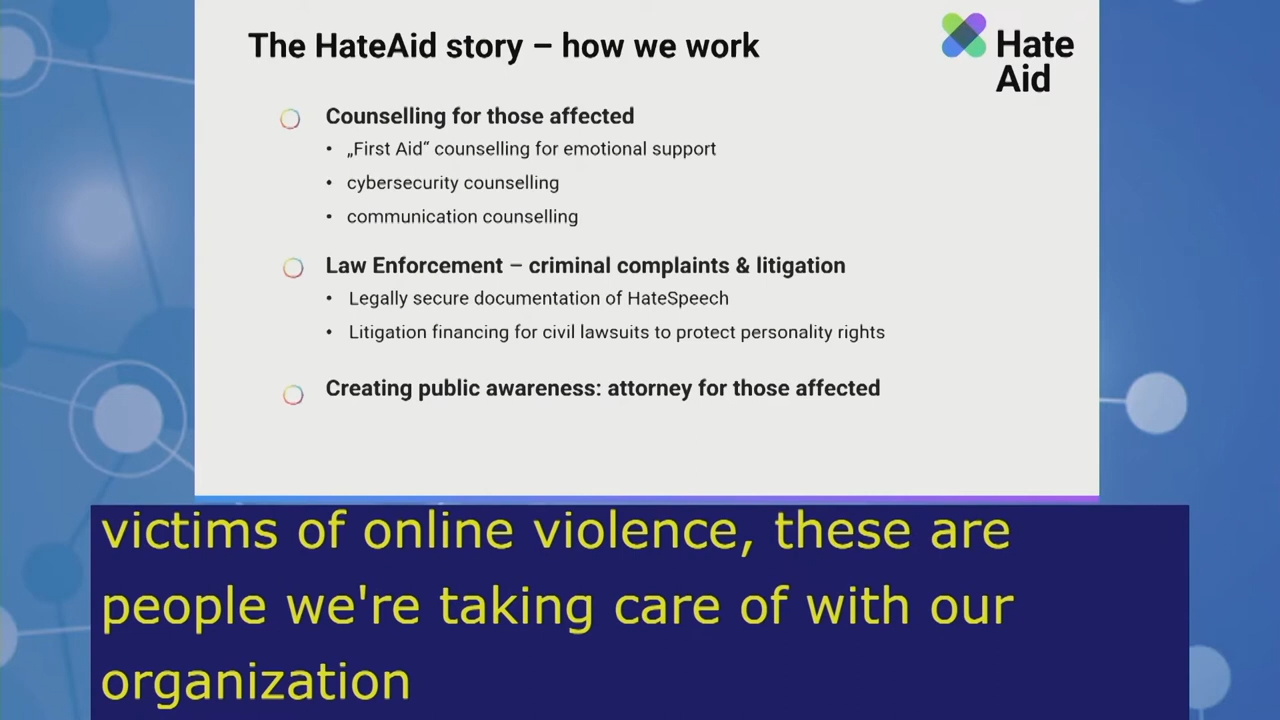 The HateAid story – how we work
Hate
Aid
Counselling for those affected
• „First Aid“ counselling for emotional support
• cybersecurity counselling
• communication counselling
Law Enforcement – criminal complaints & litigation
• Legally secure documentation of HateSpeech
• Litigation financing for civil lawsuits to protect personality rights
Creating public awareness: attorney for those affected
victims of online violence, these are
people we're taking care of with our
organization